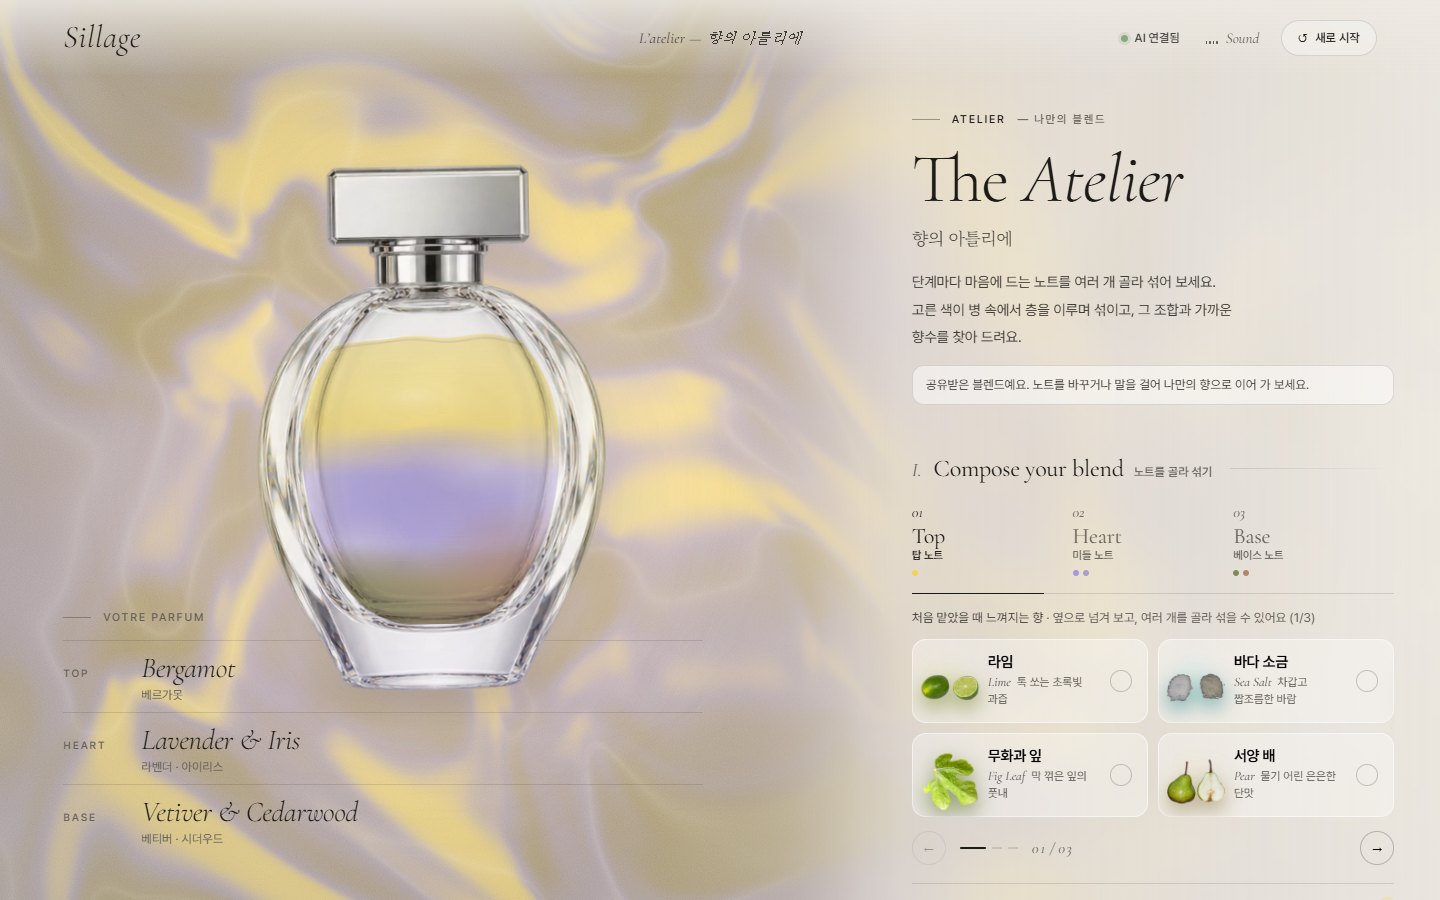 Sillage
L'atelier — 향의 아틀리에
AI 연결됨
Sound
↺ 새로 시작
ATELIER — 나만의 블렌드
The Atelier
향의 아틀리에
단계마다 마음에 드는 노트를 여러 개 골라 섞어 보세요.
고른 색이 병 속에서 층을 이루며 섞이고, 그 조합과 가까운
향수를 찾아 드려요.
공유받은 블렌드예요. 노트를 바꾸거나 말을 걸어 나만의 향으로 이어 가 보세요.
I. Compose your blend 노트를 골라 섞기
01
Top
탑 노트
02
Heart
미들 노트
03
Base
베이스 노트
처음 맡았을 때 느껴지는 향 · 옆으로 넘겨 보고, 여러 개를 골라 섞을 수 있어요 (1/3)
라임
Lime 톡 쏘는 초록빛
과즙
바다 소금
Sea Salt 차갑고
짭조름한 바람
무화과 잎
Fig Leaf 막 꺾은 잎의
풋내
서양 배
Pear 물기 어린 은은한
단맛
← 01 / 03 →
VOTRE PARFUM
TOP
Bergamot
베르가못
HEART
Lavender & Iris
라벤더 · 아이리스
BASE
Vetiver & Cedarwood
베티버 · 시더우드